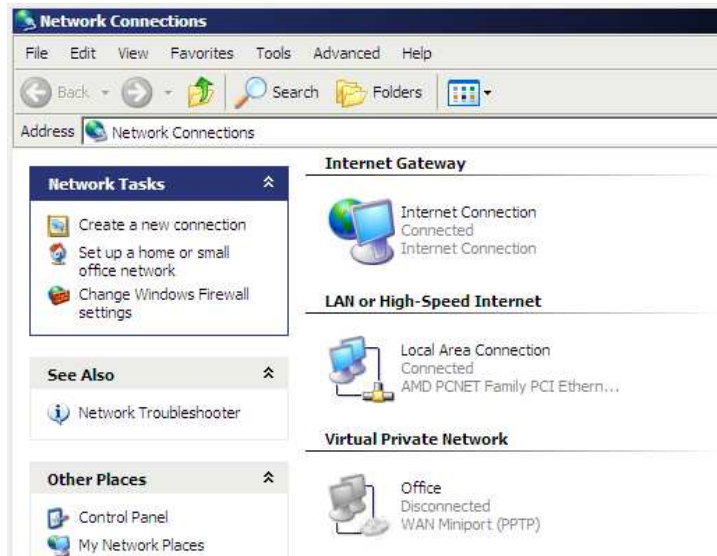 Network Connections
File Edit View Favorites Tools Advanced Help
Back Search Folders
Address Network Connections
Network Tasks
Create a new connection
Set up a home or small
office network
Change Windows Firewall
settings
See Also
Network Troubleshooter
Other Places
Control Panel
My Network Places
Internet Gateway
Internet Connection
Connected
Internet Connection
LAN or High-Speed Internet
Local Area Connection
Connected
AMD PCNET Family PCI Ethern...
Virtual Private Network
Office
Disconnected
WAN Miniport (PPTP)